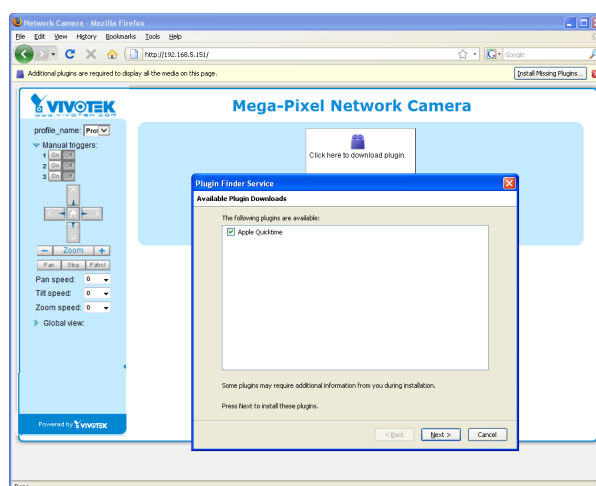 Network Camera - Mozilla Firefox
File Edit View History Bookmarks Tools Help
http://192.168.5.151/
Google
Additional plugins are required to display all the media on this page.
Install Missing Plugins...
VIVOTEK
www.vivotek.com
Mega-Pixel Network Camera
profile_name: Pro
Manual triggers:
1 On Off
2 On Off
3 On Off
Click here to download plugin.
Plugin Finder Service
Available Plugin Downloads
The following plugins are available:
Apple Quicktime
Zoom
Pan Stop Patrol
Pan speed: 0
Tilt speed: 0
Zoom speed: 0
Global view:
Some plugins may require additional information from you during installation.
Press Next to install these plugins.
Powered by VIVOTEK
< Back Next > Cancel
Done